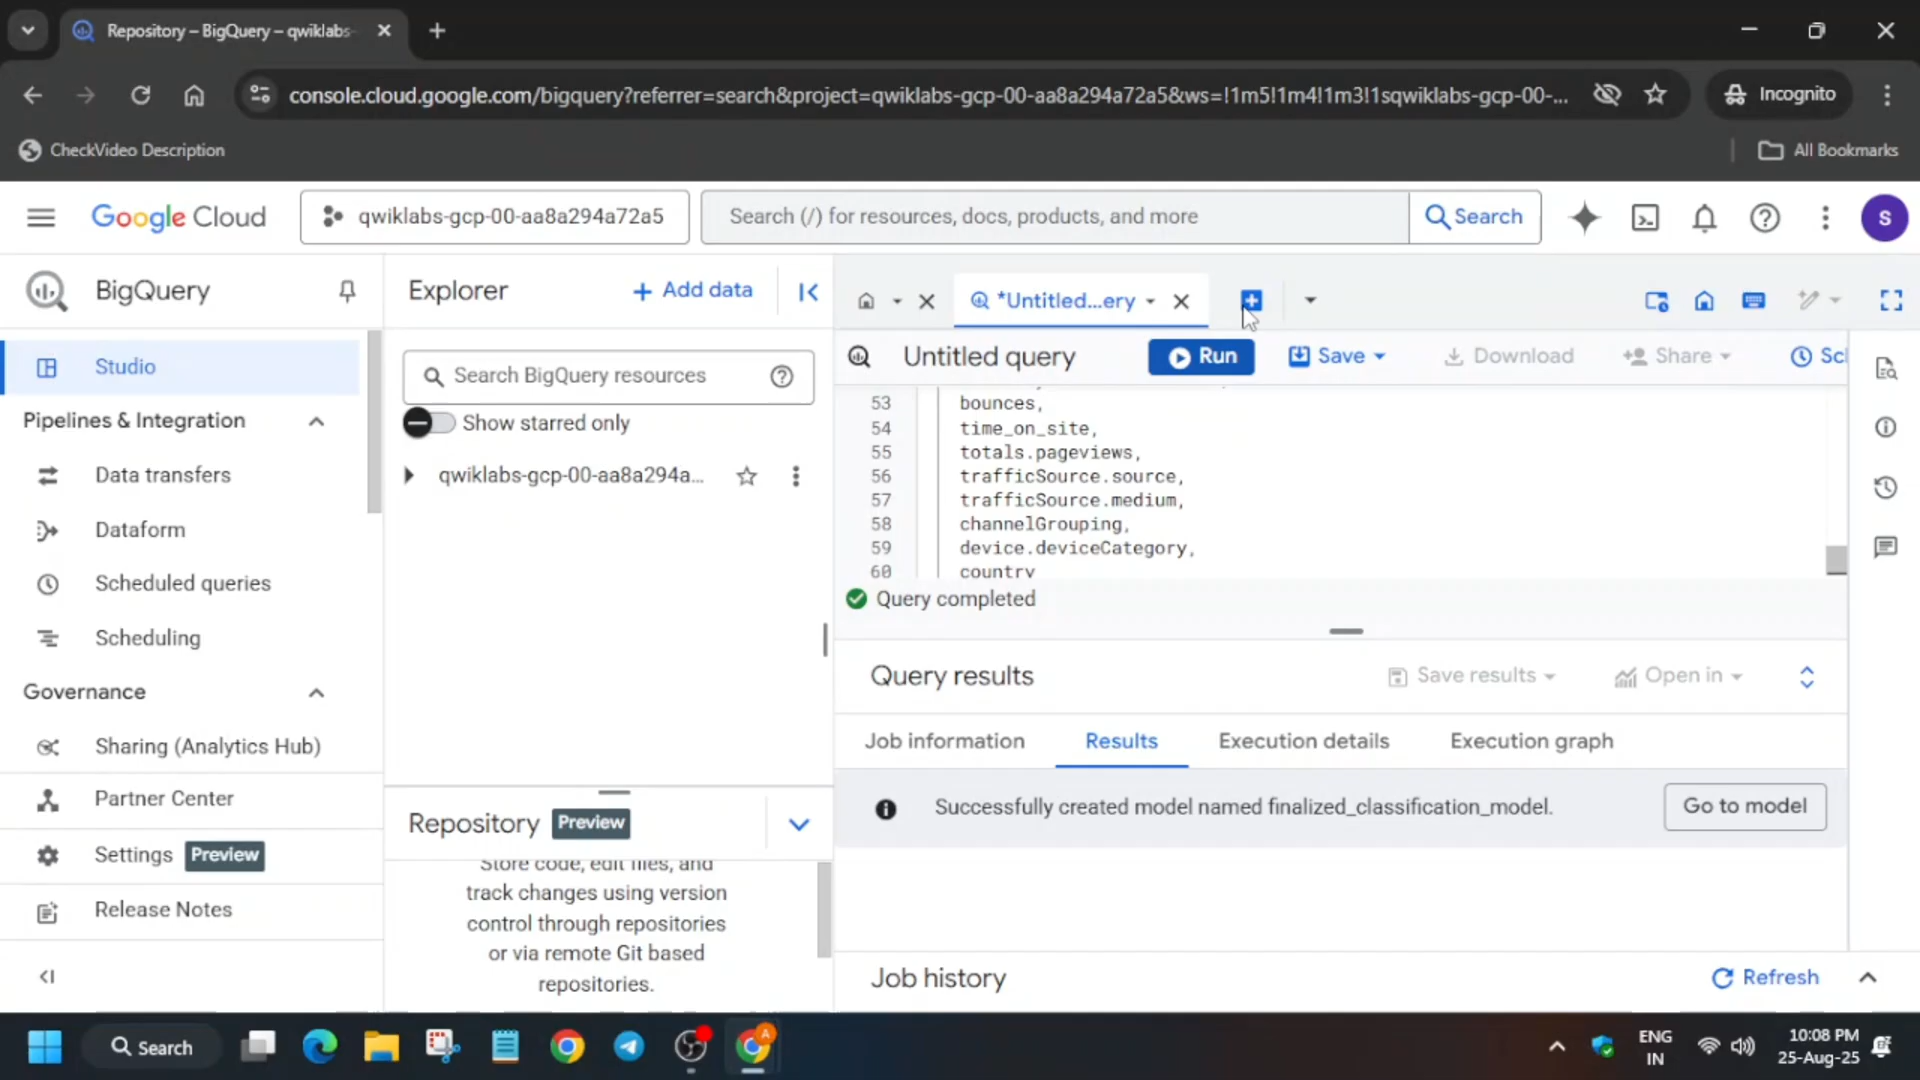 Repository – BigQuery – qwiklabs-
console.cloud.google.com/bigquery?referrer=search&project=qwiklabs-gcp-00-aa8a294a72a5&ws=!1m5!1m4!1m3!1sqwiklabs-gcp-00-...
Incognito
CheckVideo Description
All Bookmarks
Google Cloud
qwiklabs-gcp-00-aa8a294a72a5
Search (/) for resources, docs, products, and more
Search
S
BigQuery
Studio
Pipelines & Integration
Data transfers
Dataform
Scheduled queries
Scheduling
Governance
Sharing (Analytics Hub)
Partner Center
Settings Preview
Release Notes
Explorer
+ Add data
Search BigQuery resources
Show starred only
qwiklabs-gcp-00-aa8a294a...
Repository Preview
Store code, edit files, and
track changes using version
control through repositories
or via remote Git based
repositories.
*Untitled...ery
Untitled query
Run
Save
Download
Share
Sc
53 bounces,
54 time_on_site,
55 totals.pageviews,
56 trafficSource.source,
57 trafficSource.medium,
58 channelGrouping,
59 device.deviceCategory,
60 country
Query completed
Query results
Save results
Open in
Job information
Results
Execution details
Execution graph
Successfully created model named finalized_classification_model.
Go to model
Job history
Refresh
Search
ENG
IN
10:08 PM
25-Aug-25